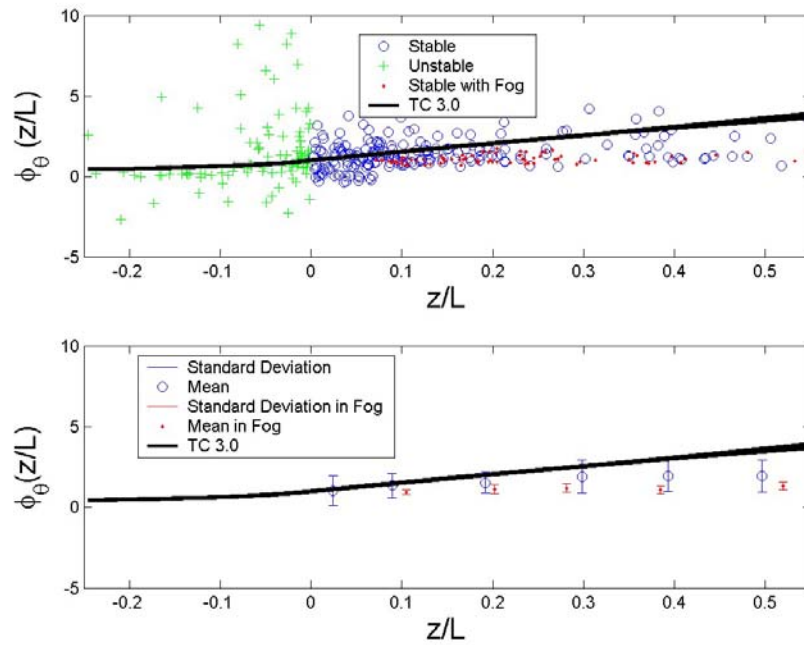 10
Stable
Unstable
Stable with Fog
TC 3.0
5
0
-5
ϕθ (z/L)
-0.2 -0.1 0 0.1 0.2 0.3 0.4 0.5
z/L
10
Standard Deviation
Mean
Standard Deviation in Fog
Mean in Fog
TC 3.0
5
0
-5
ϕθ(z/L)
-0.2 -0.1 0 0.1 0.2 0.3 0.4 0.5
z/L